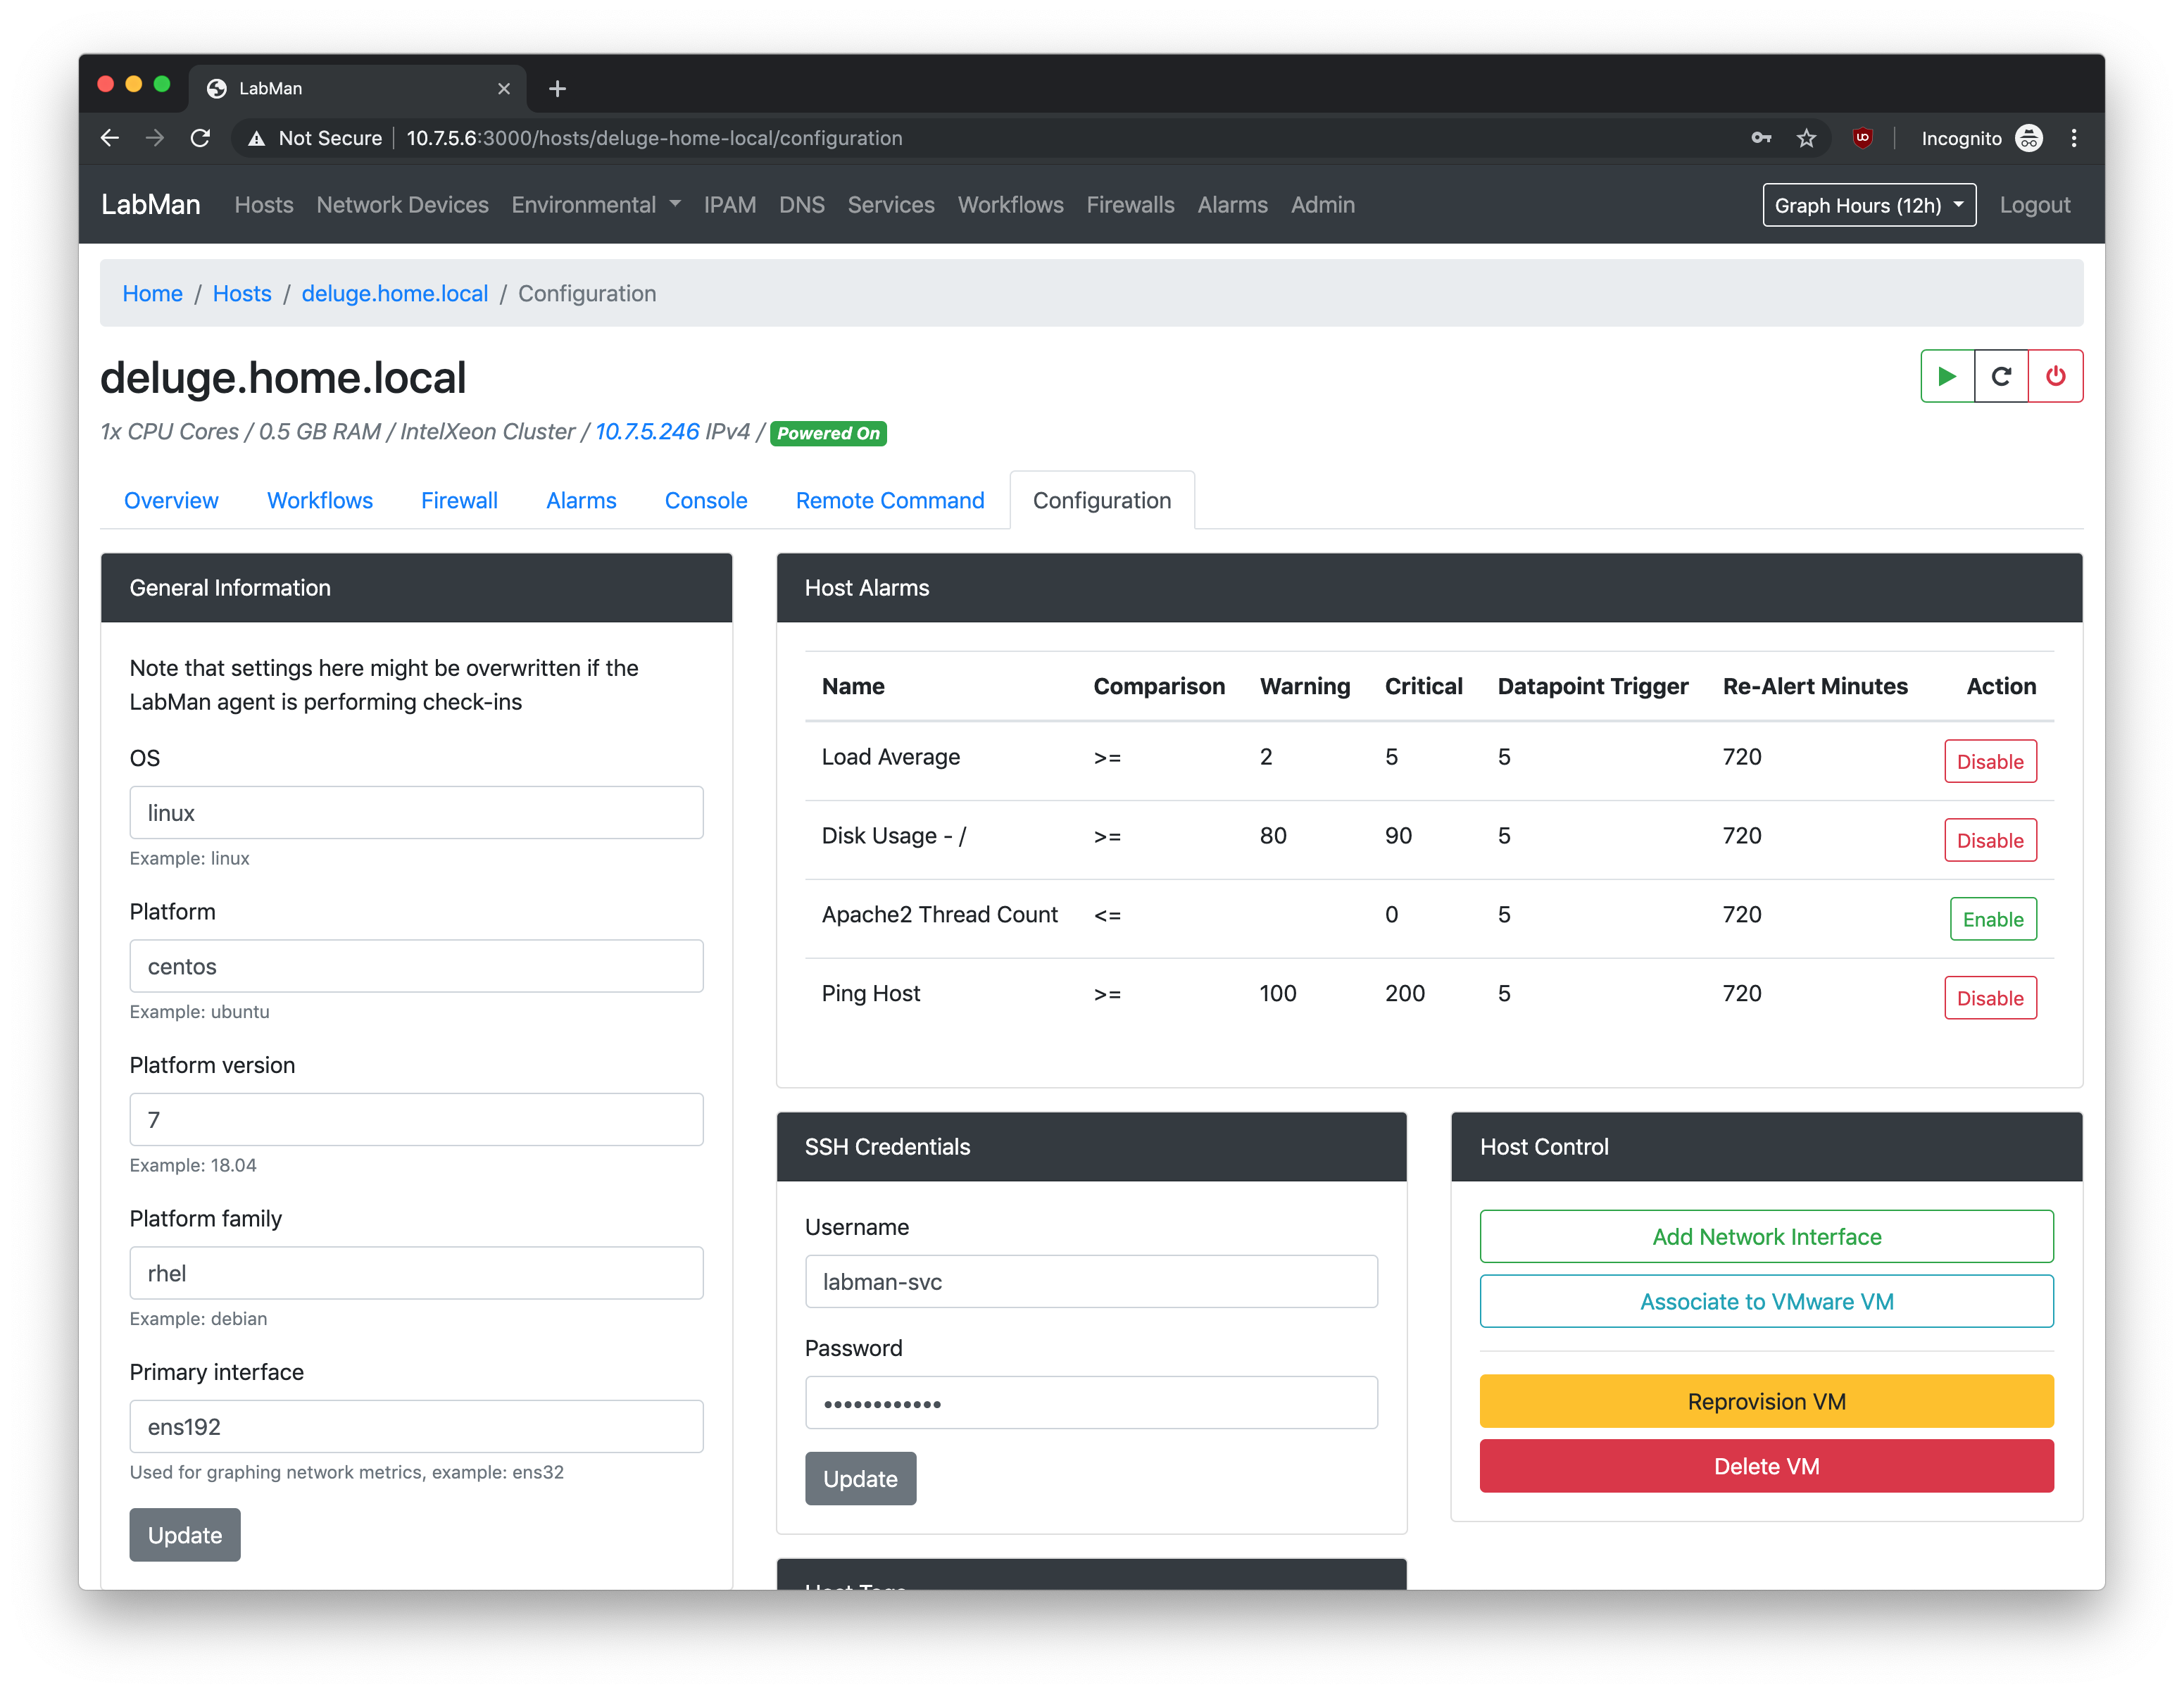 LabMan
Not Secure 10.7.5.6:3000/hosts/deluge-home-local/configuration Incognito
LabMan Hosts Network Devices Environmental IPAM DNS Services Workflows Firewalls Alarms Admin Graph Hours (12h) Logout
Home / Hosts / deluge.home.local / Configuration
deluge.home.local
1x CPU Cores / 0.5 GB RAM / IntelXeon Cluster / 10.7.5.246 IPv4 / Powered On
Overview Workflows Firewall Alarms Console Remote Command Configuration
General Information
Note that settings here might be overwritten if the
LabMan agent is performing check-ins
OS
linux
Example: linux
Platform
centos
Example: ubuntu
Platform version
7
Example: 18.04
Platform family
rhel
Example: debian
Primary interface
ens192
Used for graphing network metrics, example: ens32
Update
Host Alarms
Name Comparison Warning Critical Datapoint Trigger Re-Alert Minutes Action
Load Average >= 2 5 5 720 Disable
Disk Usage - / >= 80 90 5 720 Disable
Apache2 Thread Count <= 0 5 720 Enable
Ping Host >= 100 200 5 720 Disable
SSH Credentials
Username
labman-svc
Password
••••••••••••
Update
Host Control
Add Network Interface
Associate to VMware VM
Reprovision VM
Delete VM
Host Tags